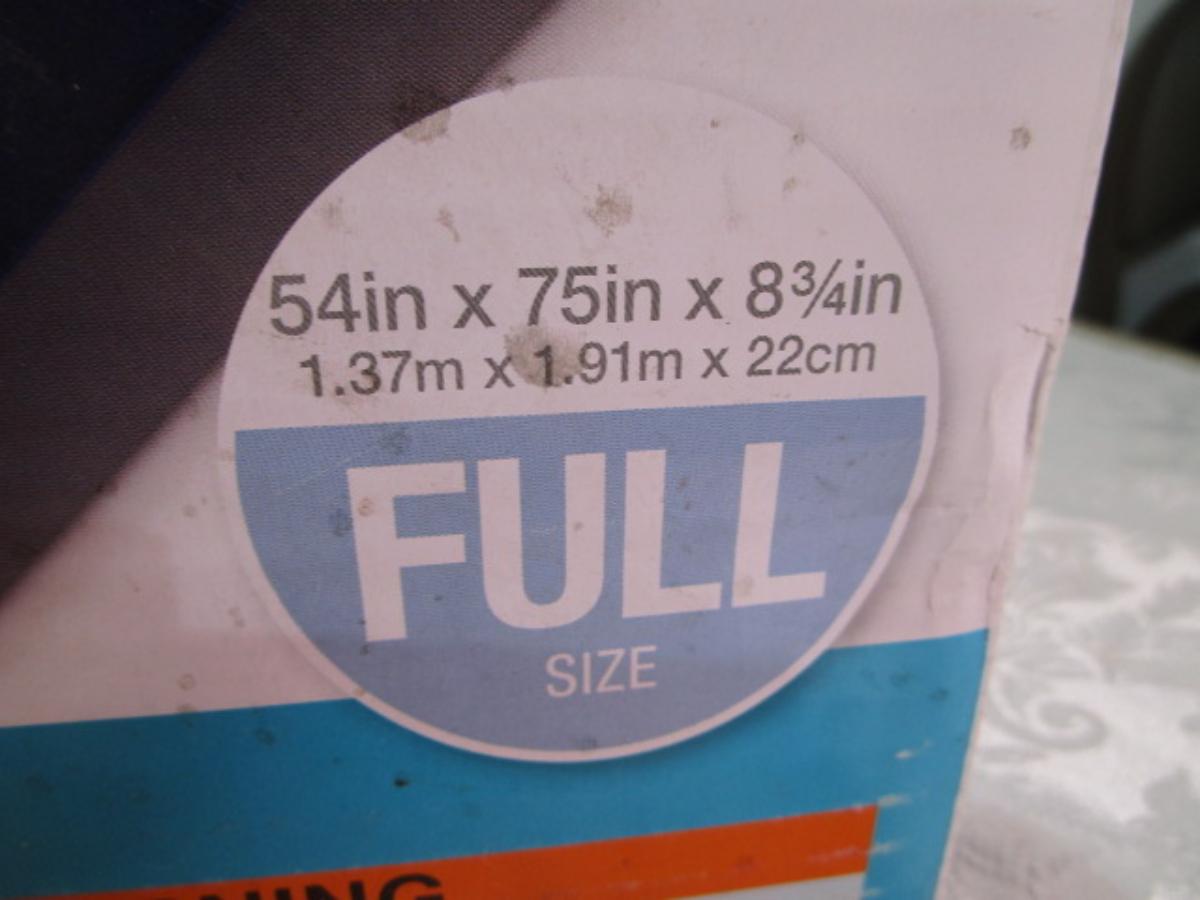 54in x 75in x 8¾in
1.37m x 1.91m x 22cm
FULL
SIZE